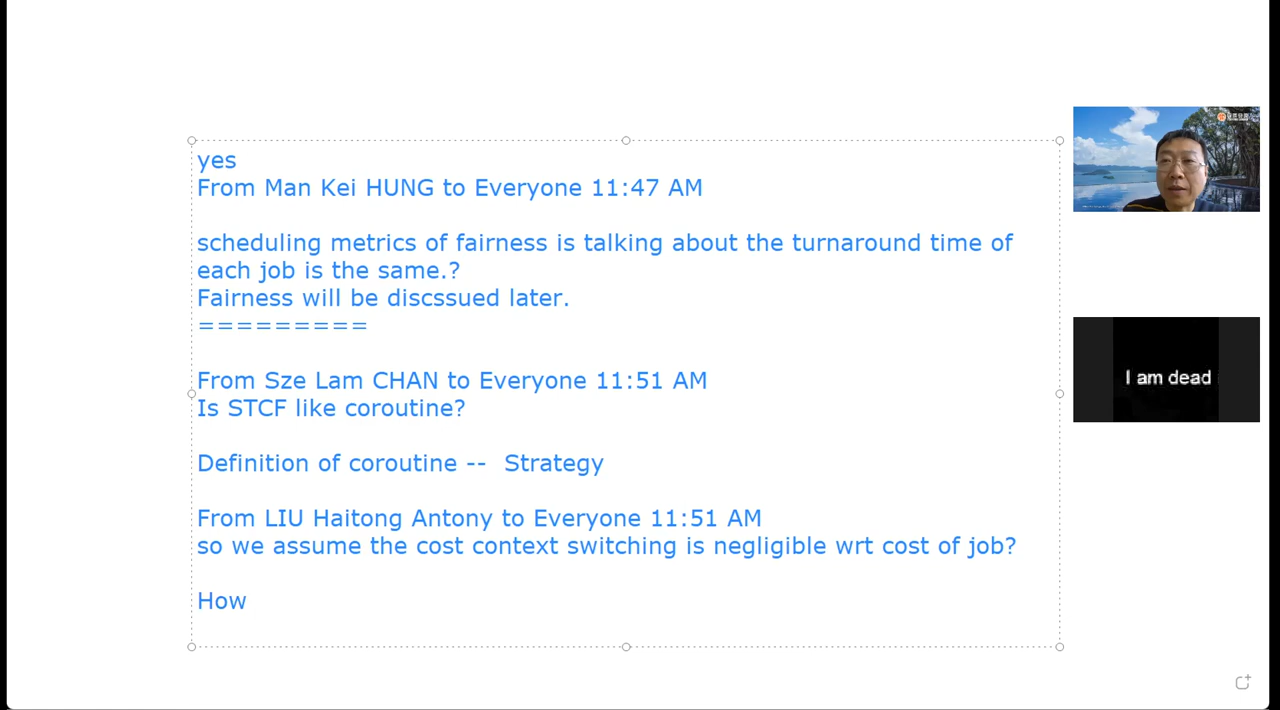 yes
From Man Kei HUNG to Everyone 11:47 AM
scheduling metrics of fairness is talking about the turnaround time of
each job is the same.?
Fairness will be discssued later.
=========
From Sze Lam CHAN to Everyone 11:51 AM
Is STCF like coroutine?
Definition of coroutine -- Strategy
From LIU Haitong Antony to Everyone 11:51 AM
so we assume the cost context switching is negligible wrt cost of job?
How
I am dead